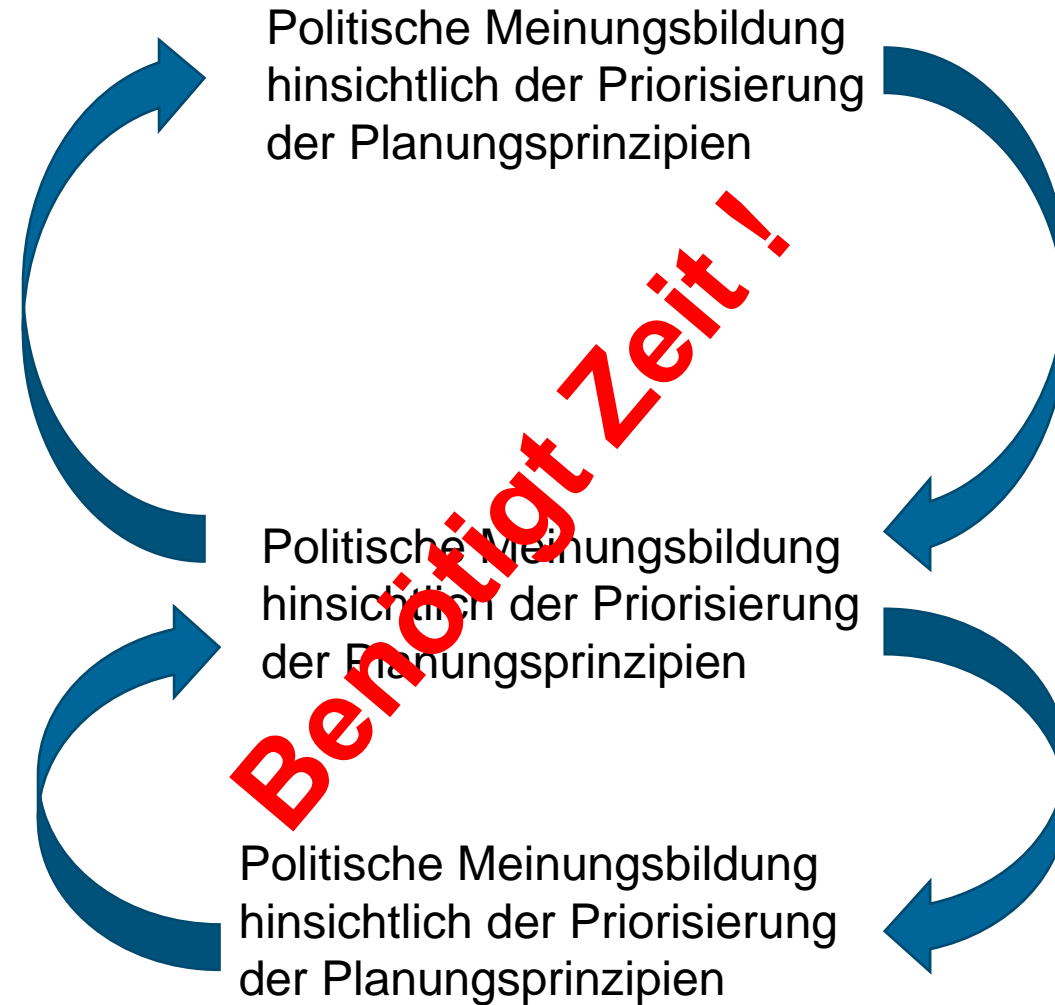 Politische Meinungsbildung
hinsichtlich der Priorisierung
der Planungsprinzipien
Benötigt Zeit !
Politische Meinungsbildung
hinsichtlich der Priorisierung
der Planungsprinzipien
Politische Meinungsbildung
hinsichtlich der Priorisierung
der Planungsprinzipien